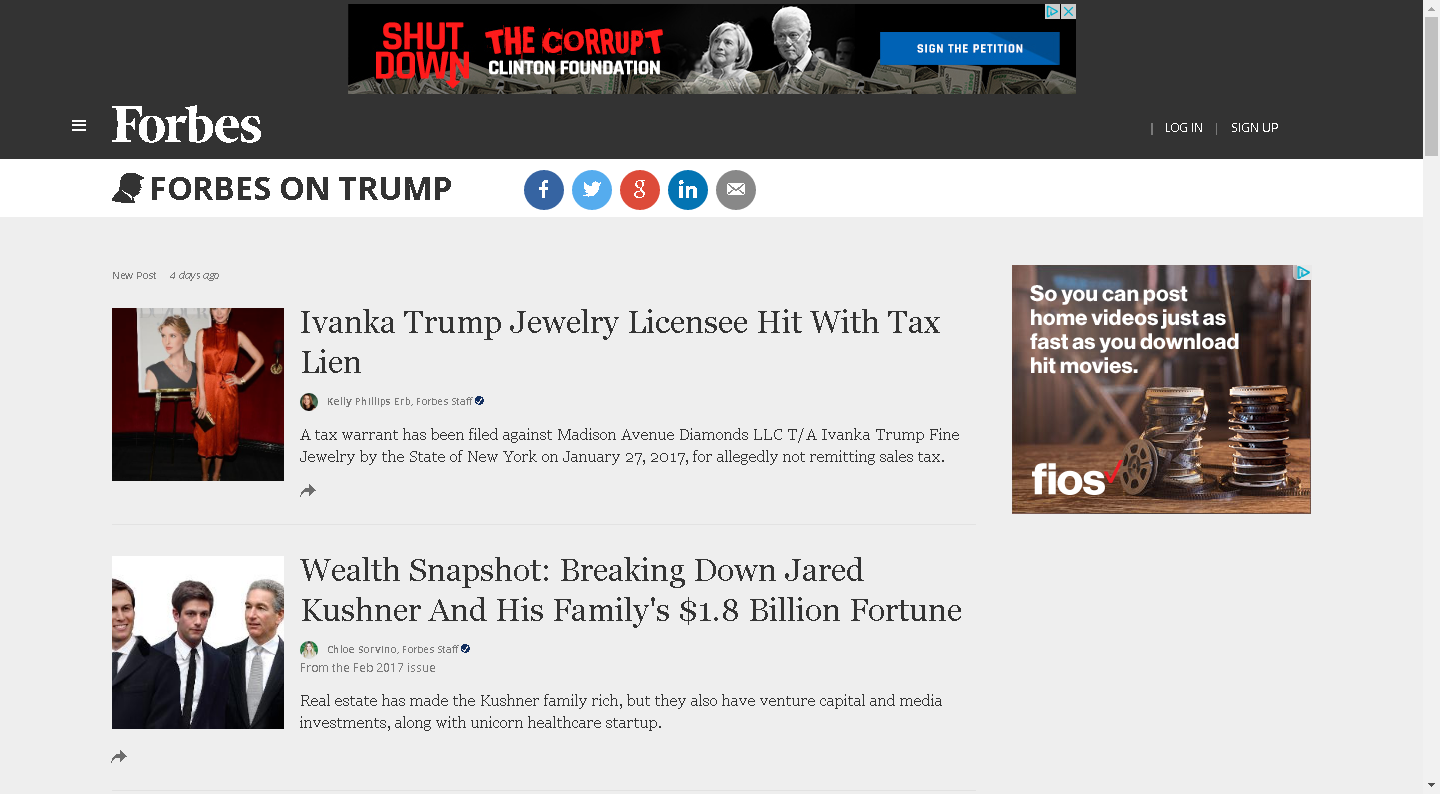 SHUT DOWN THE CORRUPT CLINTON FOUNDATION
SIGN THE PETITION
Forbes
| LOG IN | SIGN UP
FORBES ON TRUMP
New Post 4 days ago
Ivanka Trump Jewelry Licensee Hit With Tax
Lien
Kelly Phillips Erb, Forbes Staff
A tax warrant has been filed against Madison Avenue Diamonds LLC T/A Ivanka Trump Fine
Jewelry by the State of New York on January 27, 2017, for allegedly not remitting sales tax.
Wealth Snapshot: Breaking Down Jared
Kushner And His Family's $1.8 Billion Fortune
Chloe Sorvino, Forbes Staff
From the Feb 2017 issue
Real estate has made the Kushner family rich, but they also have venture capital and media
investments, along with unicorn healthcare startup.
So you can post
home videos just as
fast as you download
hit movies.
fios